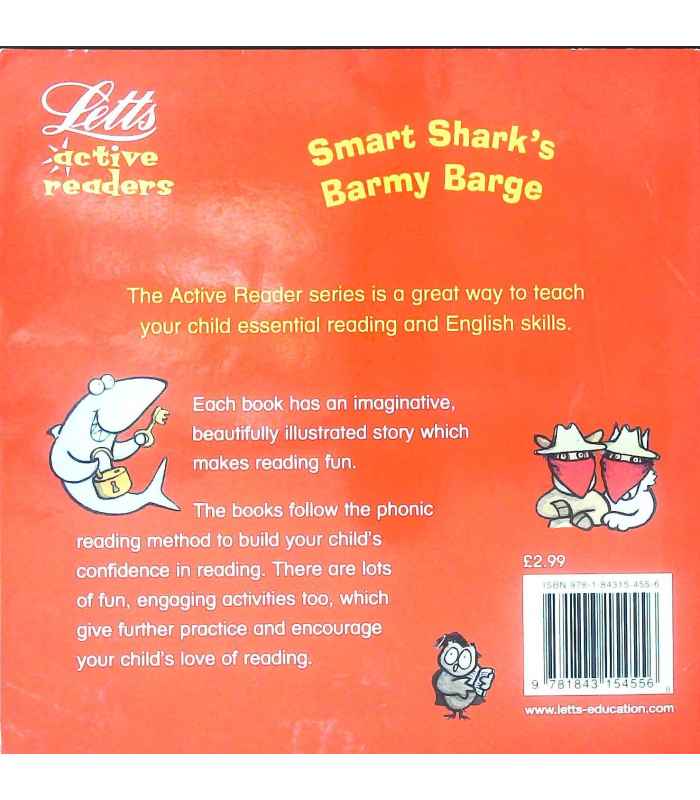 Letts
active
readers
Smart Shark's
Barmy Barge
The Active Reader series is a great way to teach
your child essential reading and English skills.
Each book has an imaginative,
beautifully illustrated story which
makes reading fun.
The books follow the phonic
reading method to build your child's
confidence in reading. There are lots
of fun, engaging activities too, which
give further practice and encourage
your child's love of reading.
£2.99
ISBN 978-1-84315-455-6
9 781843 154556
www.letts-education.com